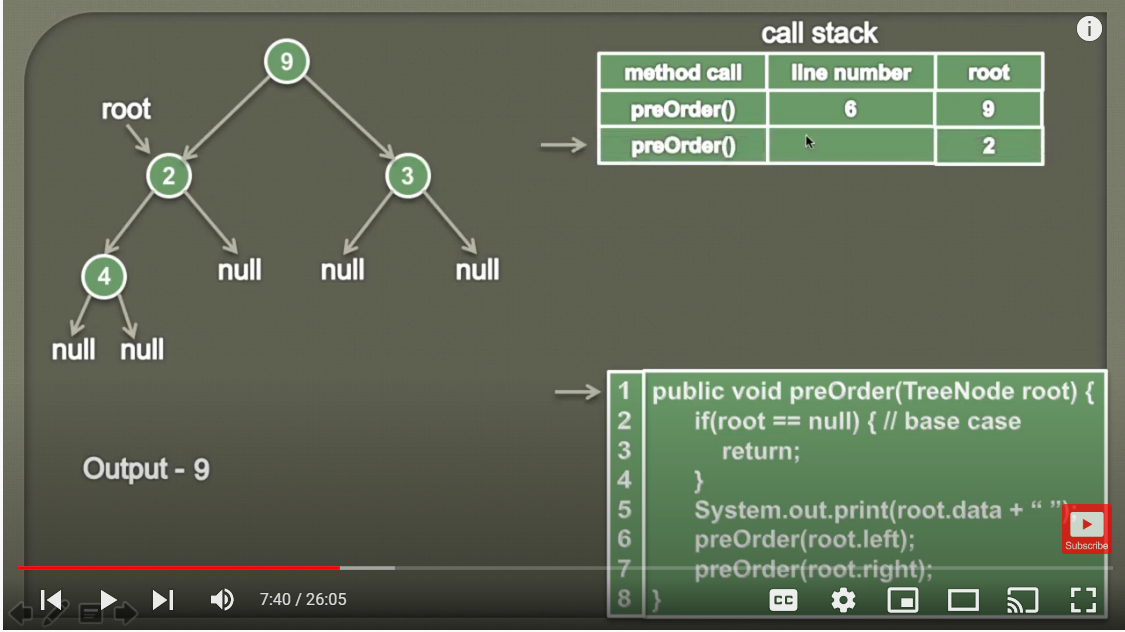 call stack
i
method call line number root
preOrder() 6 9
preOrder() 2
9
root
2
3
4
null
null
null
null
null
Output - 9
1 public void preOrder(TreeNode root) {
2 if(root == null) { // base case
3 return;
4 }
5 System.out.print(root.data + “ ”);
6 preOrder(root.left);
7 preOrder(root.right);
8 }
Subscribe
7:40 / 26:05
CC